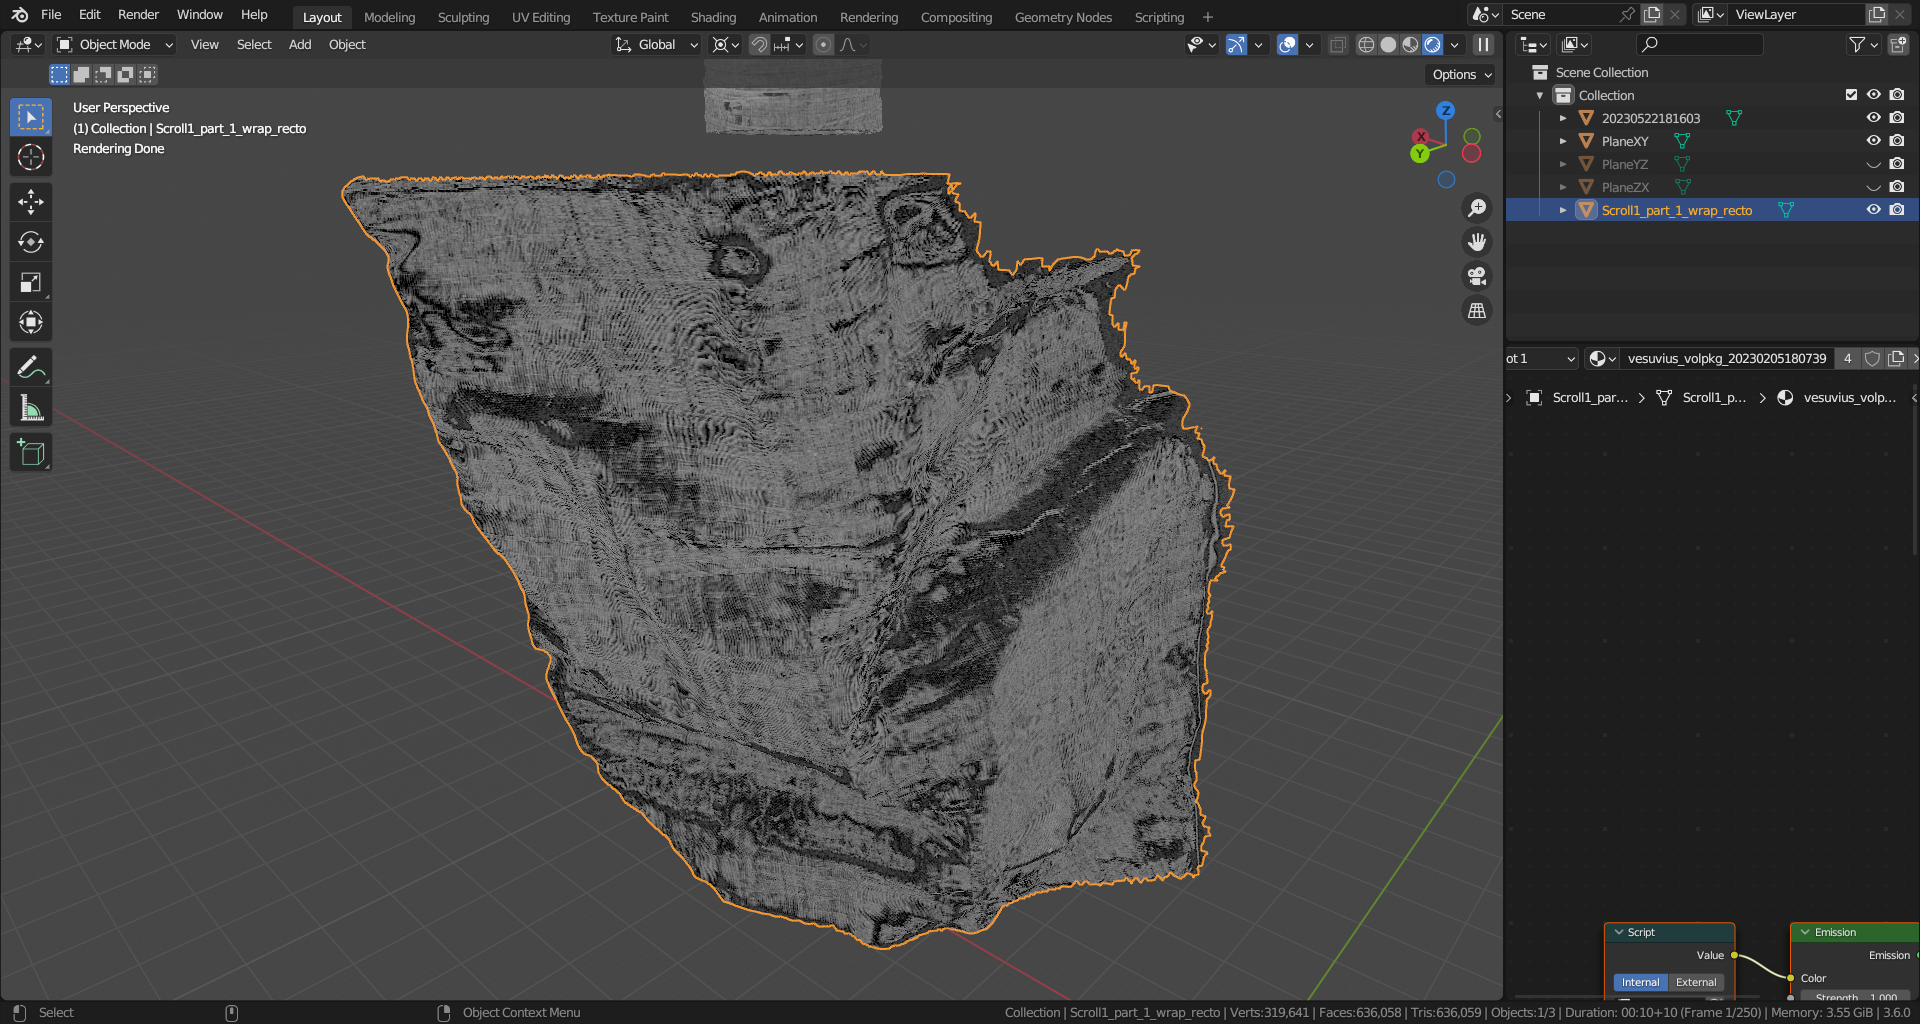 File Edit Render Window Help Layout Modeling Sculpting UV Editing Texture Paint Shading Animation Rendering Compositing Geometry Nodes Scripting + Scene ViewLayer
Object Mode View Select Add Object Global
Options
User Perspective
(1) Collection | Scroll1_part_1_wrap_recto
Rendering Done
Z
X
Y
Scene Collection
Collection
20230522181603
PlaneXY
PlaneYZ
PlaneZX
Scroll1_part_1_wrap_recto
ot 1 vesuvius_volpkg_20230205180739 4
Scroll1_par... Scroll1_p... vesuvius_volp...
Script
Value
Internal External
Emission
Emission
Color
Strength 1.000
Select Object Context Menu Collection | Scroll1_part_1_wrap_recto | Verts:319,641 | Faces:636,058 | Tris:636,059 | Objects:1/3 | Duration: 00:10+10 (Frame 1/250) | Memory: 3.55 GiB | 3.6.0